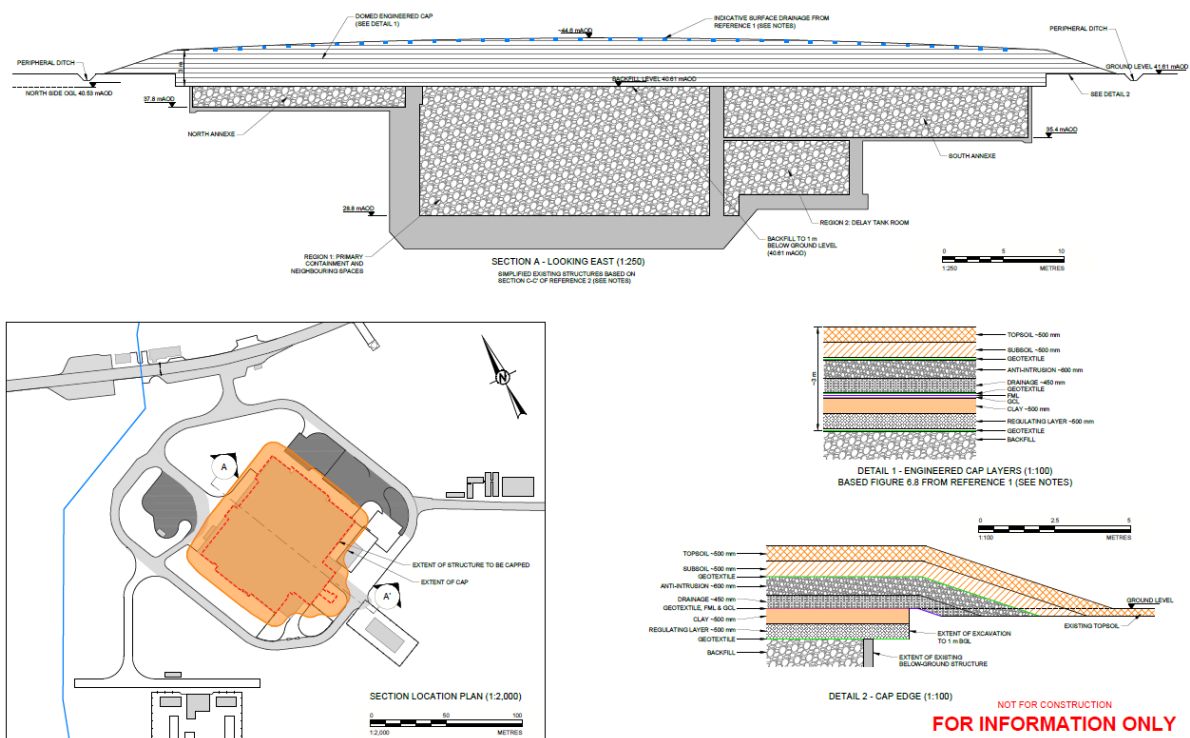 DOMED ENGINEERED CAP
(SEE DETAIL 1)
~44.6 mAOD
INDICATIVE SURFACE DRAINAGE FROM
REFERENCE 1 (SEE NOTES)
PERIPHERAL DITCH
PERIPHERAL DITCH
3 m
GROUND LEVEL 41.61 mAOD
BACKFILL LEVEL 40.61 mAOD
NORTH SIDE OGL 40.53 mAOD
SEE DETAIL 2
37.8 mAOD
NORTH ANNEXE
35.4 mAOD
SOUTH ANNEXE
28.8 mAOD
REGION 2: DELAY TANK ROOM
REGION 1: PRIMARY
CONTAINMENT AND
NEIGHBOURING SPACES
BACKFILL TO 1 m
BELOW GROUND LEVEL
(40.61 mAOD)
SECTION A - LOOKING EAST (1:250)
SIMPLIFIED EXISTING STRUCTURES BASED ON
SECTION C-C' OF REFERENCE 2 (SEE NOTES)
0 5 10
1:250 METRES
N
A
A'
EXTENT OF STRUCTURE TO BE CAPPED
EXTENT OF CAP
SECTION LOCATION PLAN (1:2,000)
0 50 100
1:2,000 METRES
~3 m
TOPSOIL ~500 mm
SUBSOIL ~500 mm
GEOTEXTILE
ANTI-INTRUSION ~600 mm
DRAINAGE ~450 mm
GEOTEXTILE
FML
GCL
CLAY ~500 mm
REGULATING LAYER ~500 mm
GEOTEXTILE
BACKFILL
DETAIL 1 - ENGINEERED CAP LAYERS (1:100)
BASED FIGURE 6.8 FROM REFERENCE 1 (SEE NOTES)
0 2.5 5
1:100 METRES
TOPSOIL ~500 mm
SUBSOIL ~500 mm
GEOTEXTILE
ANTI-INTRUSION ~600 mm
DRAINAGE ~450 mm
GEOTEXTILE, FML & GCL
CLAY ~500 mm
REGULATING LAYER ~500 mm
GEOTEXTILE
BACKFILL
GROUND LEVEL
EXISTING TOPSOIL
EXTENT OF EXCAVATION
TO 1 m BGL
EXTENT OF EXISTING
BELOW-GROUND STRUCTURE
DETAIL 2 - CAP EDGE (1:100)
NOT FOR CONSTRUCTION
FOR INFORMATION ONLY